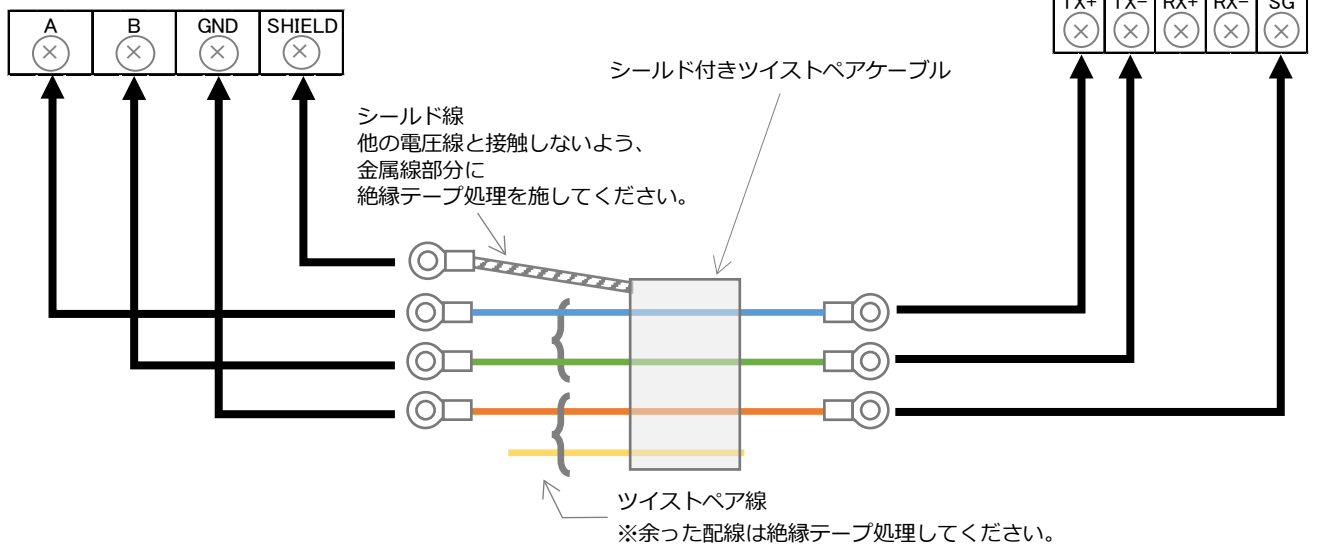 A B GND SHIELD
TX+ TX- RX+ RX- SG
シールド付きツイストペアケーブル
シールド線
他の電圧線と接触しないよう、
金属線部分に
絶縁テープ処理を施してください。
ツイストペア線
※余った配線は絶縁テープ処理してください。